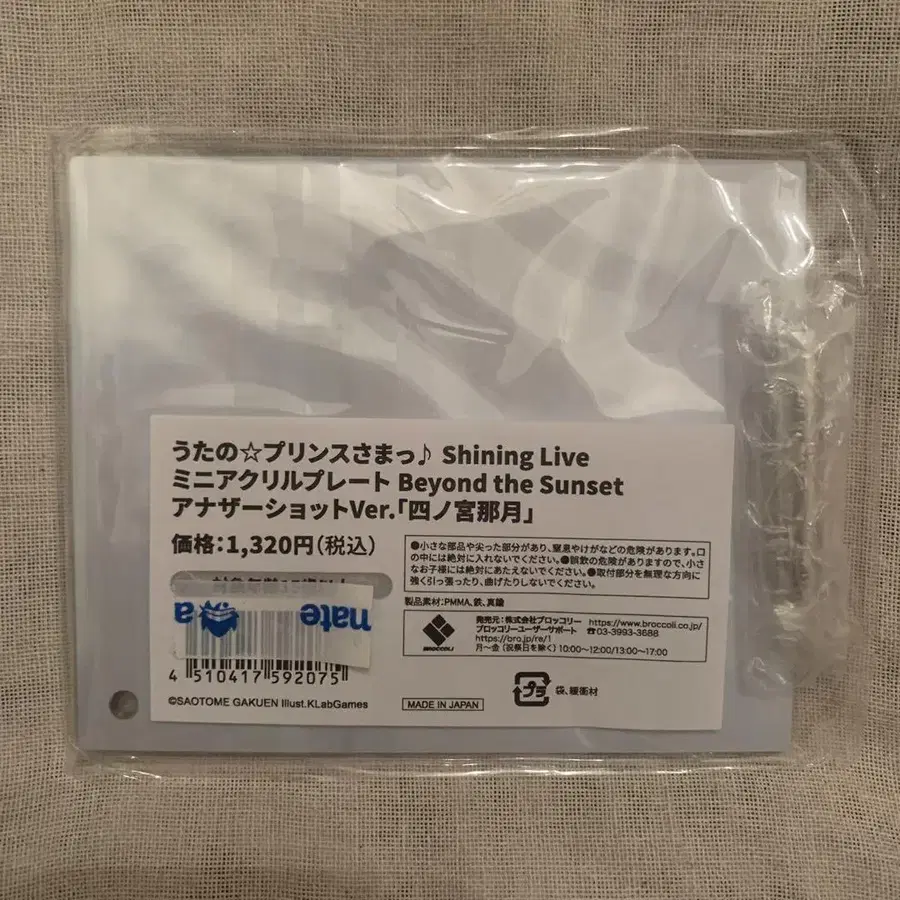 うたの☆プリンスさまっ♪ Shining Live
ミニアクリルプレート Beyond the Sunset
アナザーショットVer.「四ノ宮那月」
価格：1,320円（税込）
●小さな部品や尖った部分があり、窒息やけがなどの危険があります。口
の中には絶対に入れないでください。●誤飲の危険がありますので、小さ
なお子様には絶対にあたえないでください。●取付部分を無理な方向に
強く引っ張ったり、曲げたりしないでください。
製品素材：PMMA、鉄、真鍮
BROCCOLI
発売元：株式会社ブロッコリー https://www.broccoli.co.jp/
ブロッコリーユーザーサポート ☎03-3993-3688
https://bro.jp/re/1
月〜金（祝祭日を除く）10:00〜12:00/13:00〜17:00
nate
a
4 510417 592075
©SAOTOME GAKUEN Illust.KLabGames
MADE IN JAPAN
プラ 袋、緩衝材